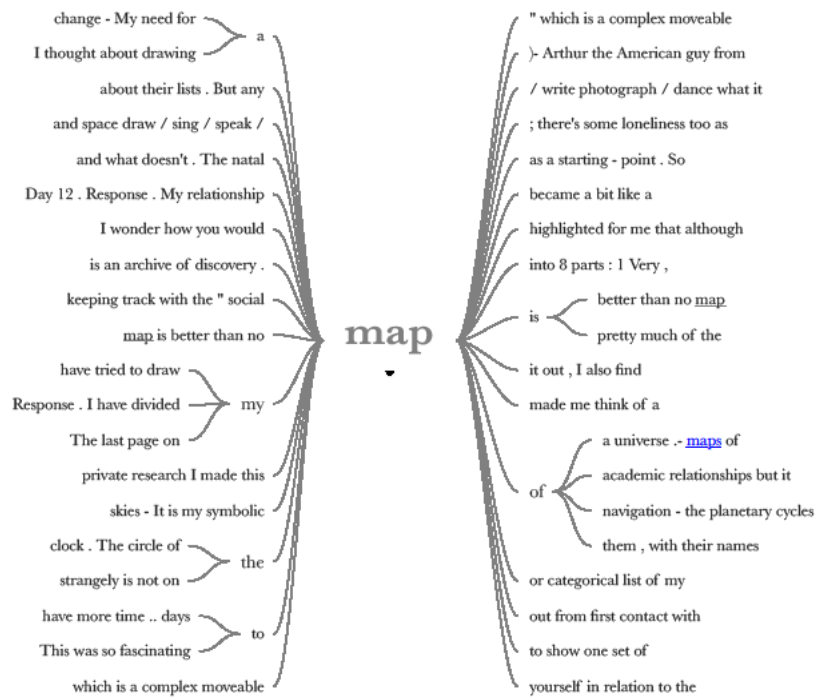 change - My need for
I thought about drawing
a
about their lists . But any
and space draw / sing / speak /
and what doesn't . The natal
Day 12 . Response . My relationship
I wonder how you would
is an archive of discovery .
keeping track with the " social
map is better than no
have tried to draw
Response . I have divided
The last page on
my
private research I made this
skies - It is my symbolic
clock . The circle of
strangely is not on
the
have more time .. days
This was so fascinating
to
which is a complex moveable
map
" which is a complex moveable
)- Arthur the American guy from
/ write photograph / dance what it
; there's some loneliness too as
as a starting - point . So
became a bit like a
highlighted for me that although
into 8 parts : 1 Very ,
is
better than no map
pretty much of the
it out , I also find
made me think of a
of
a universe .- maps of
academic relationships but it
navigation - the planetary cycles
them , with their names
or categorical list of my
out from first contact with
to show one set of
yourself in relation to the